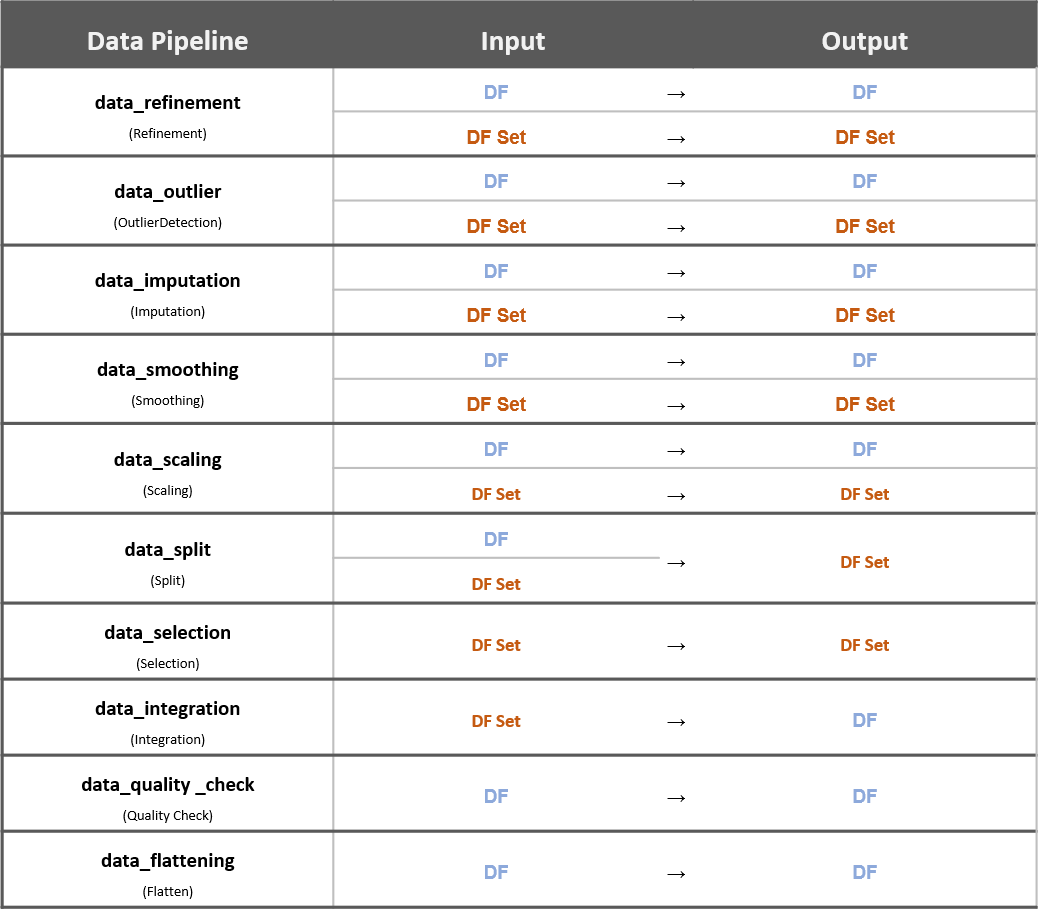 Data Pipeline Input Output
data_refinement
(Refinement)
DF → DF
DF Set → DF Set
data_outlier
(OutlierDetection)
DF → DF
DF Set → DF Set
data_imputation
(Imputation)
DF → DF
DF Set → DF Set
data_smoothing
(Smoothing)
DF → DF
DF Set → DF Set
data_scaling
(Scaling)
DF → DF
DF Set → DF Set
data_split
(Split)
DF
DF Set
→ DF Set
data_selection
(Selection)
DF Set → DF Set
data_integration
(Integration)
DF Set → DF
data_quality _check
(Quality Check)
DF → DF
data_flattening
(Flatten)
DF → DF